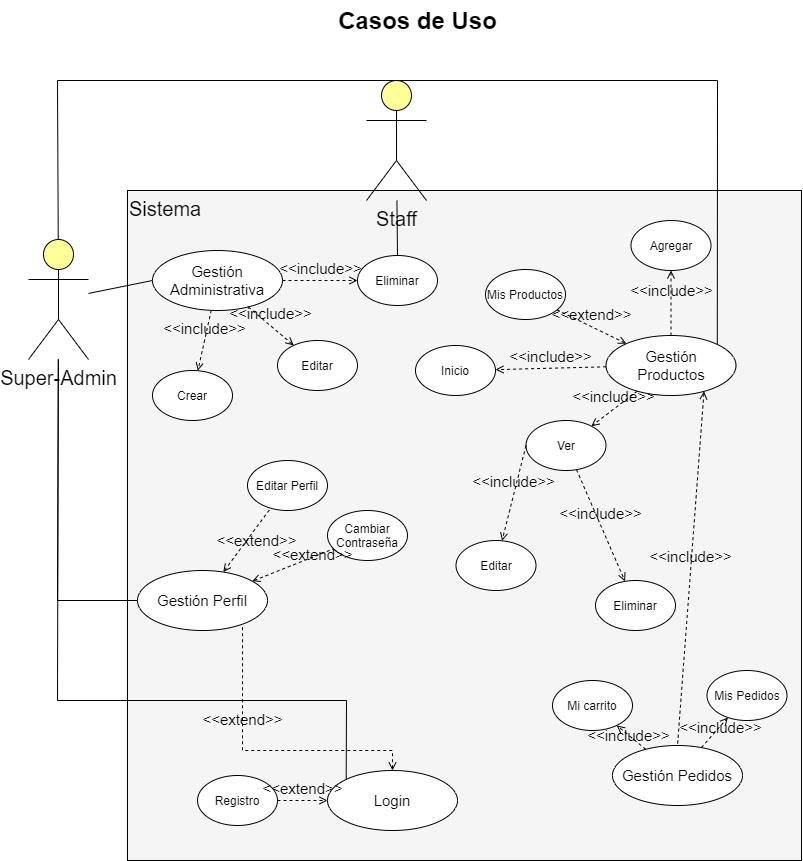 Casos de Uso
Sistema
Staff
Agregar
Gestión
Administrativa
<<include>>
Eliminar
<<include>>
Mis Productos
<<include>>
<<include>>
<<extend>>
Editar
Inicio
<<include>>
Gestión
Productos
Super-Admin
Crear
<<include>>
Ver
Editar Perfil
<<include>>
<<include>>
<<extend>>
Cambiar
Contraseña
<<extend>>
Editar
<<include>>
Gestión Perfil
Eliminar
<<extend>>
Mi carrito
Mis Pedidos
<<include>>
<<include>>
Gestión Pedidos
Registro
<<extend>>
Login